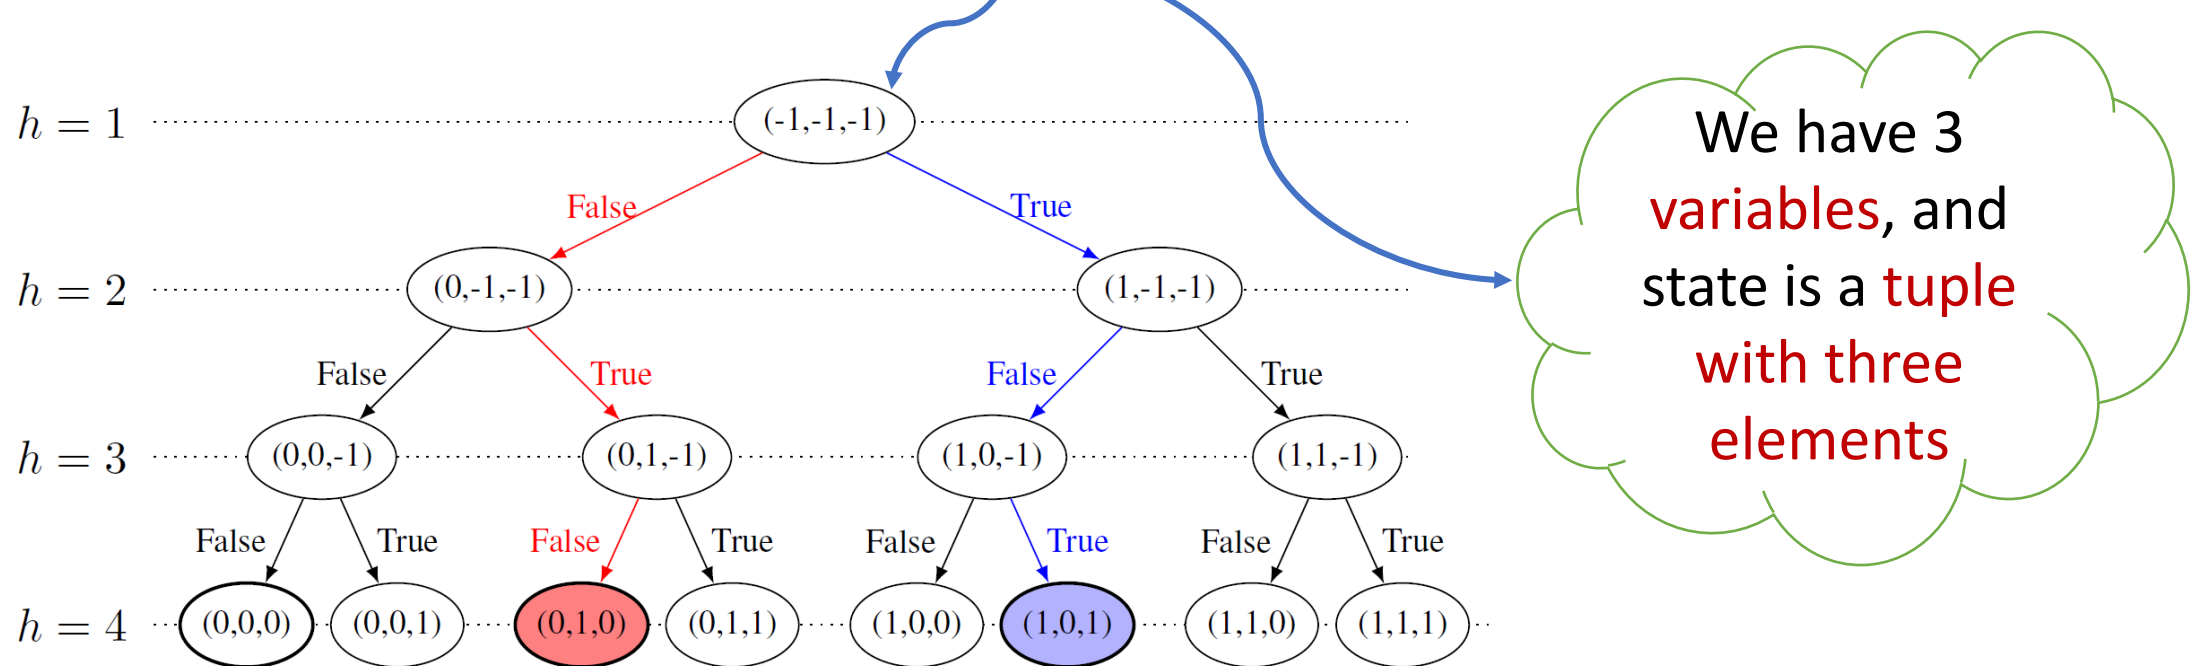 h = 1
(-1,-1,-1)
False
True
h = 2
(0,-1,-1)
(1,-1,-1)
False
True
False
True
h = 3
(0,0,-1)
(0,1,-1)
(1,0,-1)
(1,1,-1)
False
True
False
True
False
True
False
True
h = 4
(0,0,0)
(0,0,1)
(0,1,0)
(0,1,1)
(1,0,0)
(1,0,1)
(1,1,0)
(1,1,1)
We have 3
variables, and
state is a tuple
with three
elements